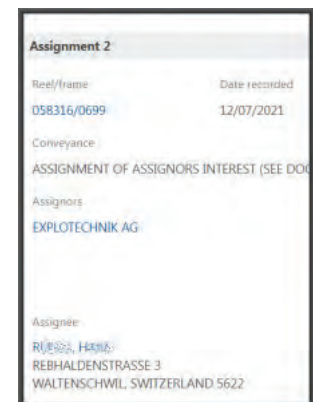 Assignment 2
Reel/frame Date recorded
058316/0699 12/07/2021
Conveyance
ASSIGNMENT OF ASSIGNORS INTEREST (SEE DOC
Assignors
EXPLOTECHNIK AG
Assignee
REBHALDENSTRASSE 3
WALTENSCHWIL, SWITZERLAND 5622